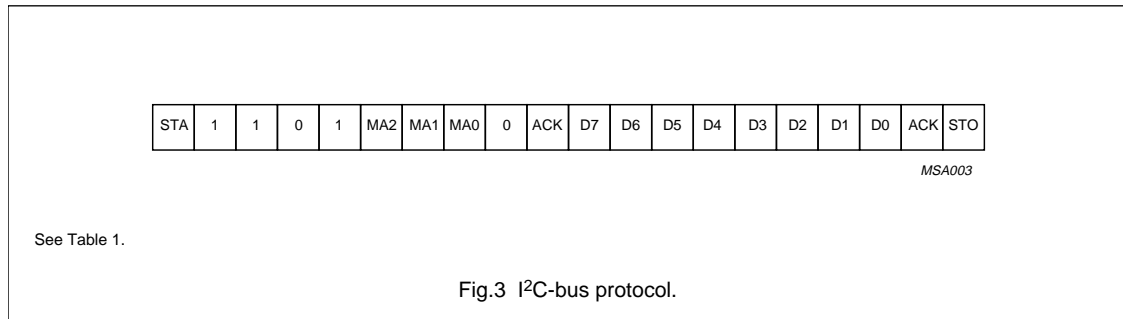 STA 1 1 0 1 MA2 MA1 MA0 0 ACK D7 D6 D5 D4 D3 D2 D1 D0 ACK STO
MSA003
See Table 1.
Fig.3 I²C-bus protocol.